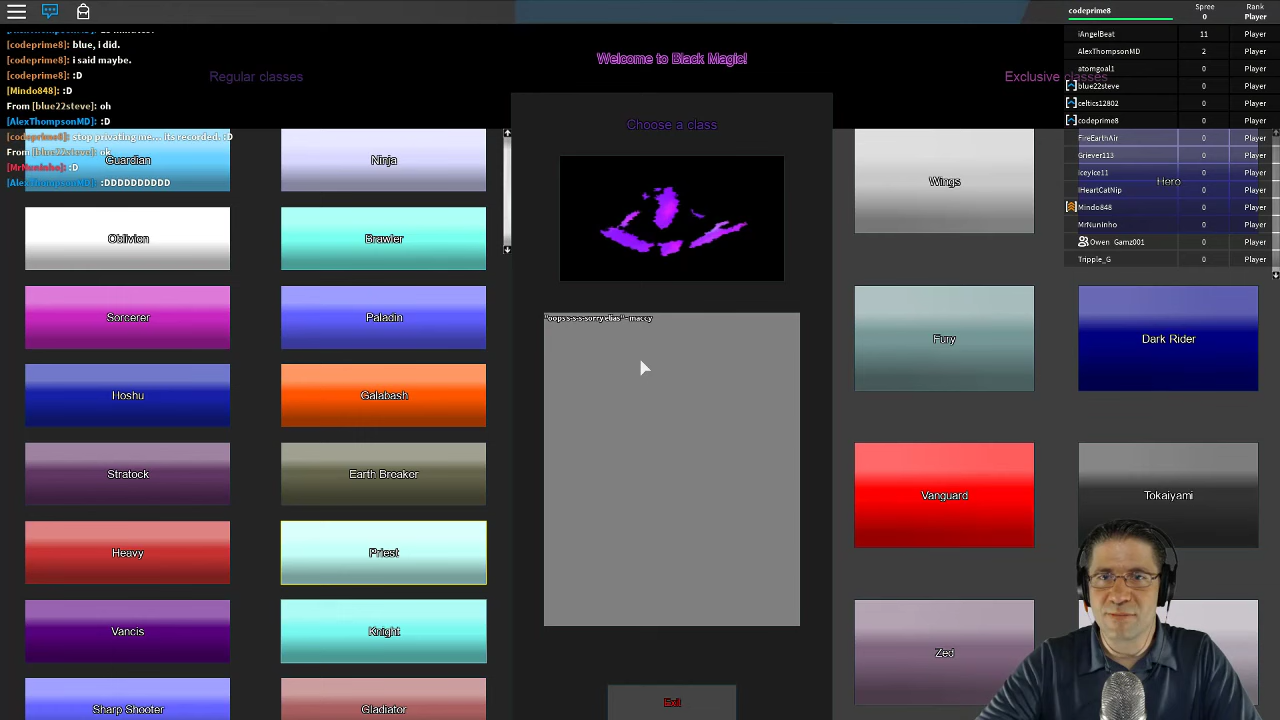 codeprime8
Spree
0
Rank
Player
iAngelBeat 11 Player
AlexThompsonMD 2 Player
atomgoal1 0 Player
blue22steve 0 Player
celtics12802 0 Player
codeprime8 0 Player
FireEarthAir 0 Player
Griever113 0 Player
iceyice11 0 Player
IHeartCatNip 0 Player
Mindo848 0 Player
MrNuninho 0 Player
Owen_Gamz001 0 Player
Tripple_G 0 Player
[codeprime8]: blue, i did.
[codeprime8]: i said maybe.
[codeprime8]: :D
[Mindo848]: :D
From [blue22steve]: oh
[AlexThompsonMD]: :D
[codeprime8]: stop privating me... its recorded. :D
From [blue22steve]: ok
[MrNuninho]: :D
[AlexThompsonMD]: :DDDDDDDDDD
Regular classes
Welcome to Black Magic!
Exclusive classes
Choose a class
"oops s-s-s-sorry elias" - maccy
Guardian
Ninja
Oblivion
Brawler
Sorcerer
Paladin
Hoshu
Galabash
Stratock
Earth Breaker
Heavy
Priest
Vancis
Knight
Sharp Shooter
Gladiator
Wings
Hero
Fury
Dark Rider
Vanguard
Tokaiyami
Zed
Exit